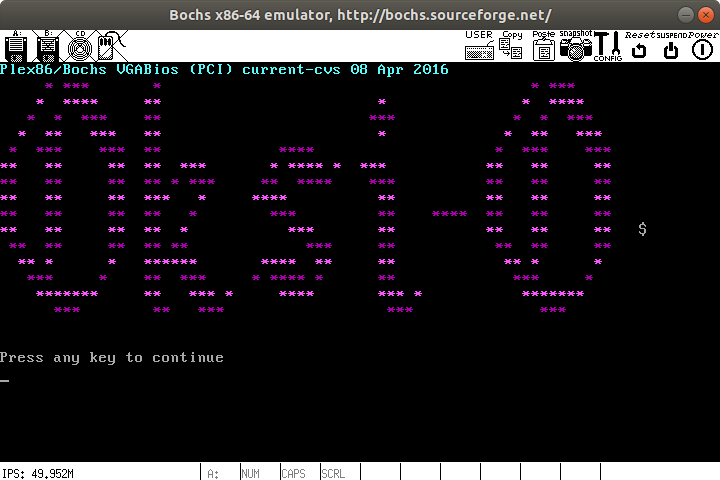 Bochs x86-64 emulator, http://bochs.sourceforge.net/
A: B: CD USER Copy Paste Snapshot CONFIG Reset SUSPEND Power
Plex86/Bochs VGABios (PCI) current-cvs 08 Apr 2016
Oksi-O
$
Press any key to continue
_
IPS: 49.952M A: NUM CAPS SCRL